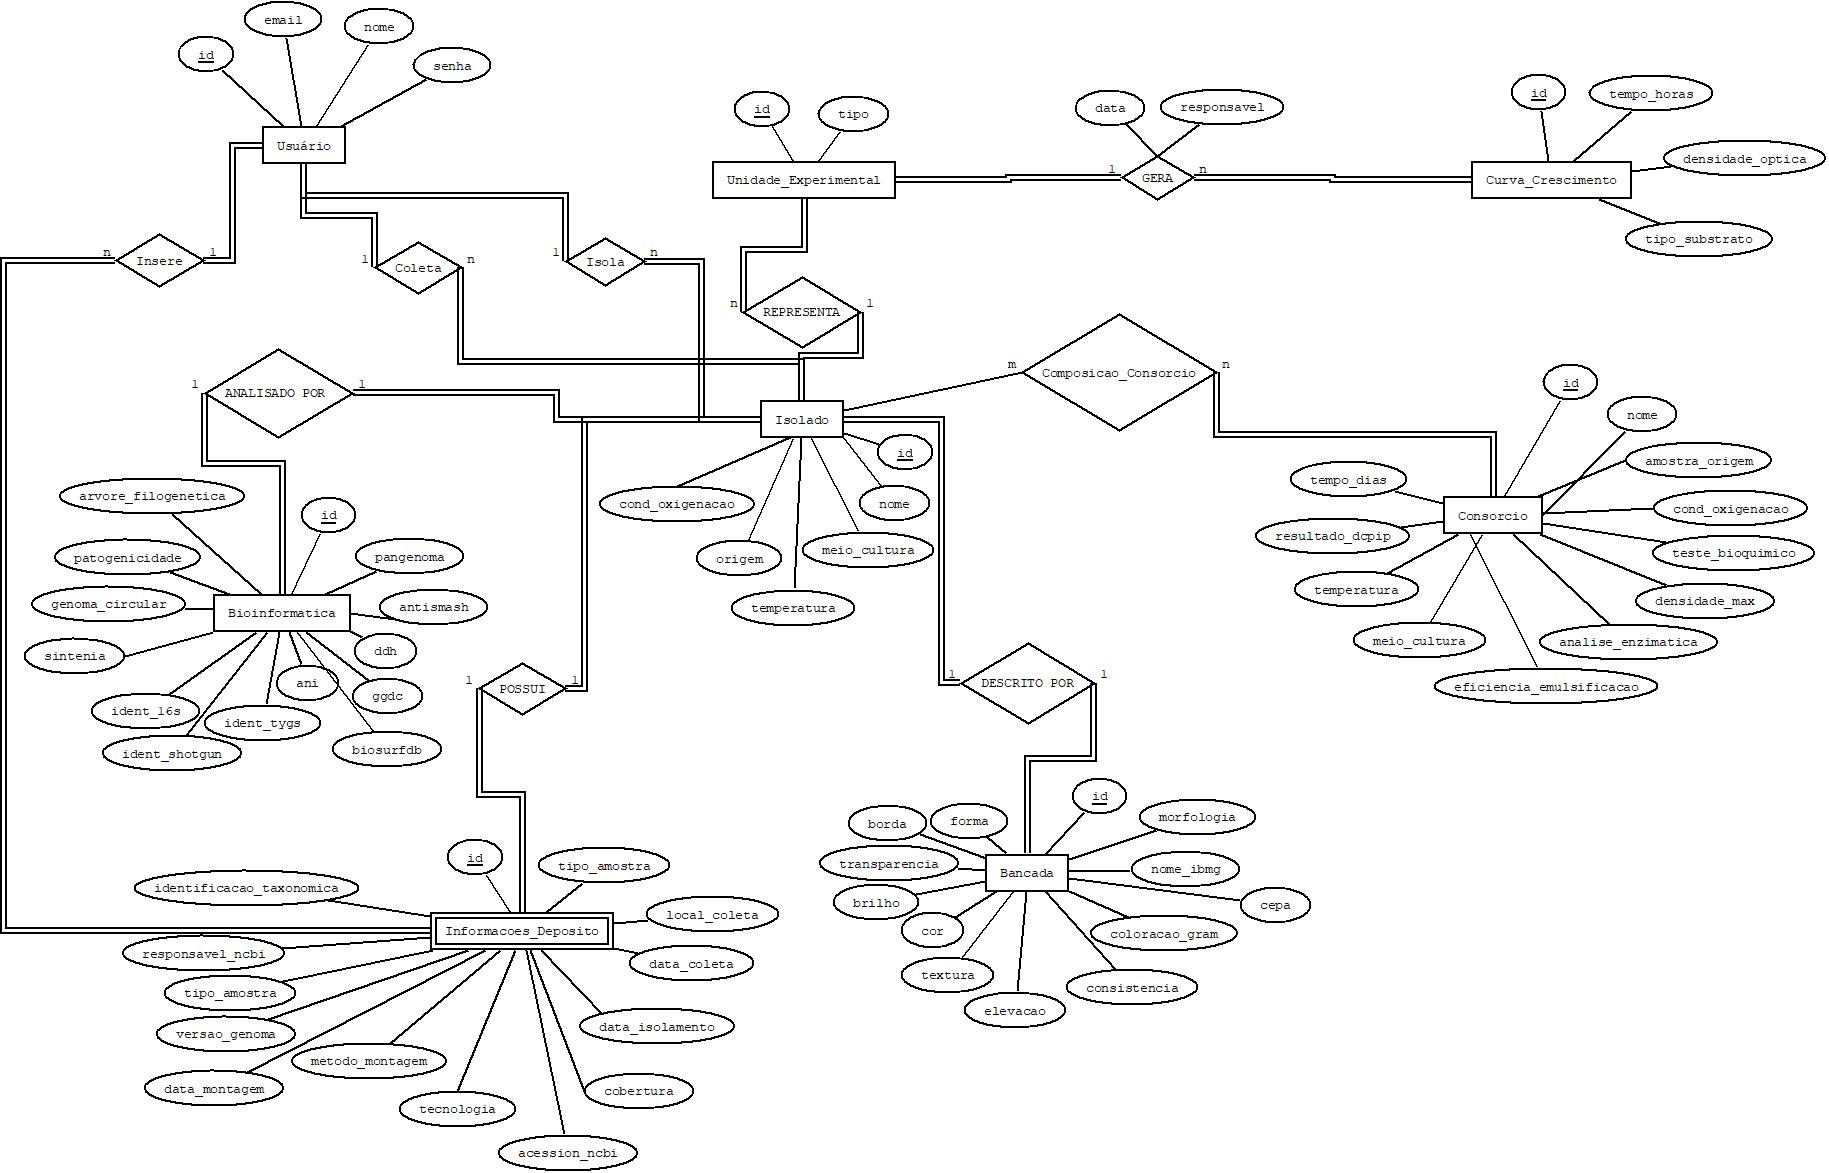 email
nome
id
senha
Usuário
id
tipo
data
responsavel
id
tempo_horas
densidade_optica
Unidade_Experimental
1
GERA
n
Curva_Crescimento
tipo_substrato
n
Insere
1
1
Coleta
n
1
Isola
n
n
REPRESENTA
1
1
ANALISADO POR
1
m
Composicao_Consorcio
n
id
nome
amostra_origem
cond_oxigenacao
teste_bioquimico
densidade_max
analise_enzimatica
eficiencia_emulsificacao
meio_cultura
temperatura
resultado_dcpip
tempo_dias
Consorcio
Isolado
id
nome
meio_cultura
temperatura
origem
cond_oxigenacao
arvore_filogenetica
id
patogenicidade
pangenoma
genoma_circular
Bioinformatica
antismash
sintenia
ddh
ani
ggdc
ident_16s
ident_tygs
ident_shotgun
biosurfdb
1
POSSUI
1
1
DESCRITO POR
1
id
borda
forma
morfologia
transparencia
Bancada
nome_ibmg
brilho
cepa
cor
coloracao_gram
textura
consistencia
elevacao
id
tipo_amostra
identificacao_taxonomica
local_coleta
Informacoes_Deposito
responsavel_ncbi
data_coleta
tipo_amostra
versao_genoma
data_isolamento
metodo_montagem
data_montagem
cobertura
tecnologia
acession_ncbi